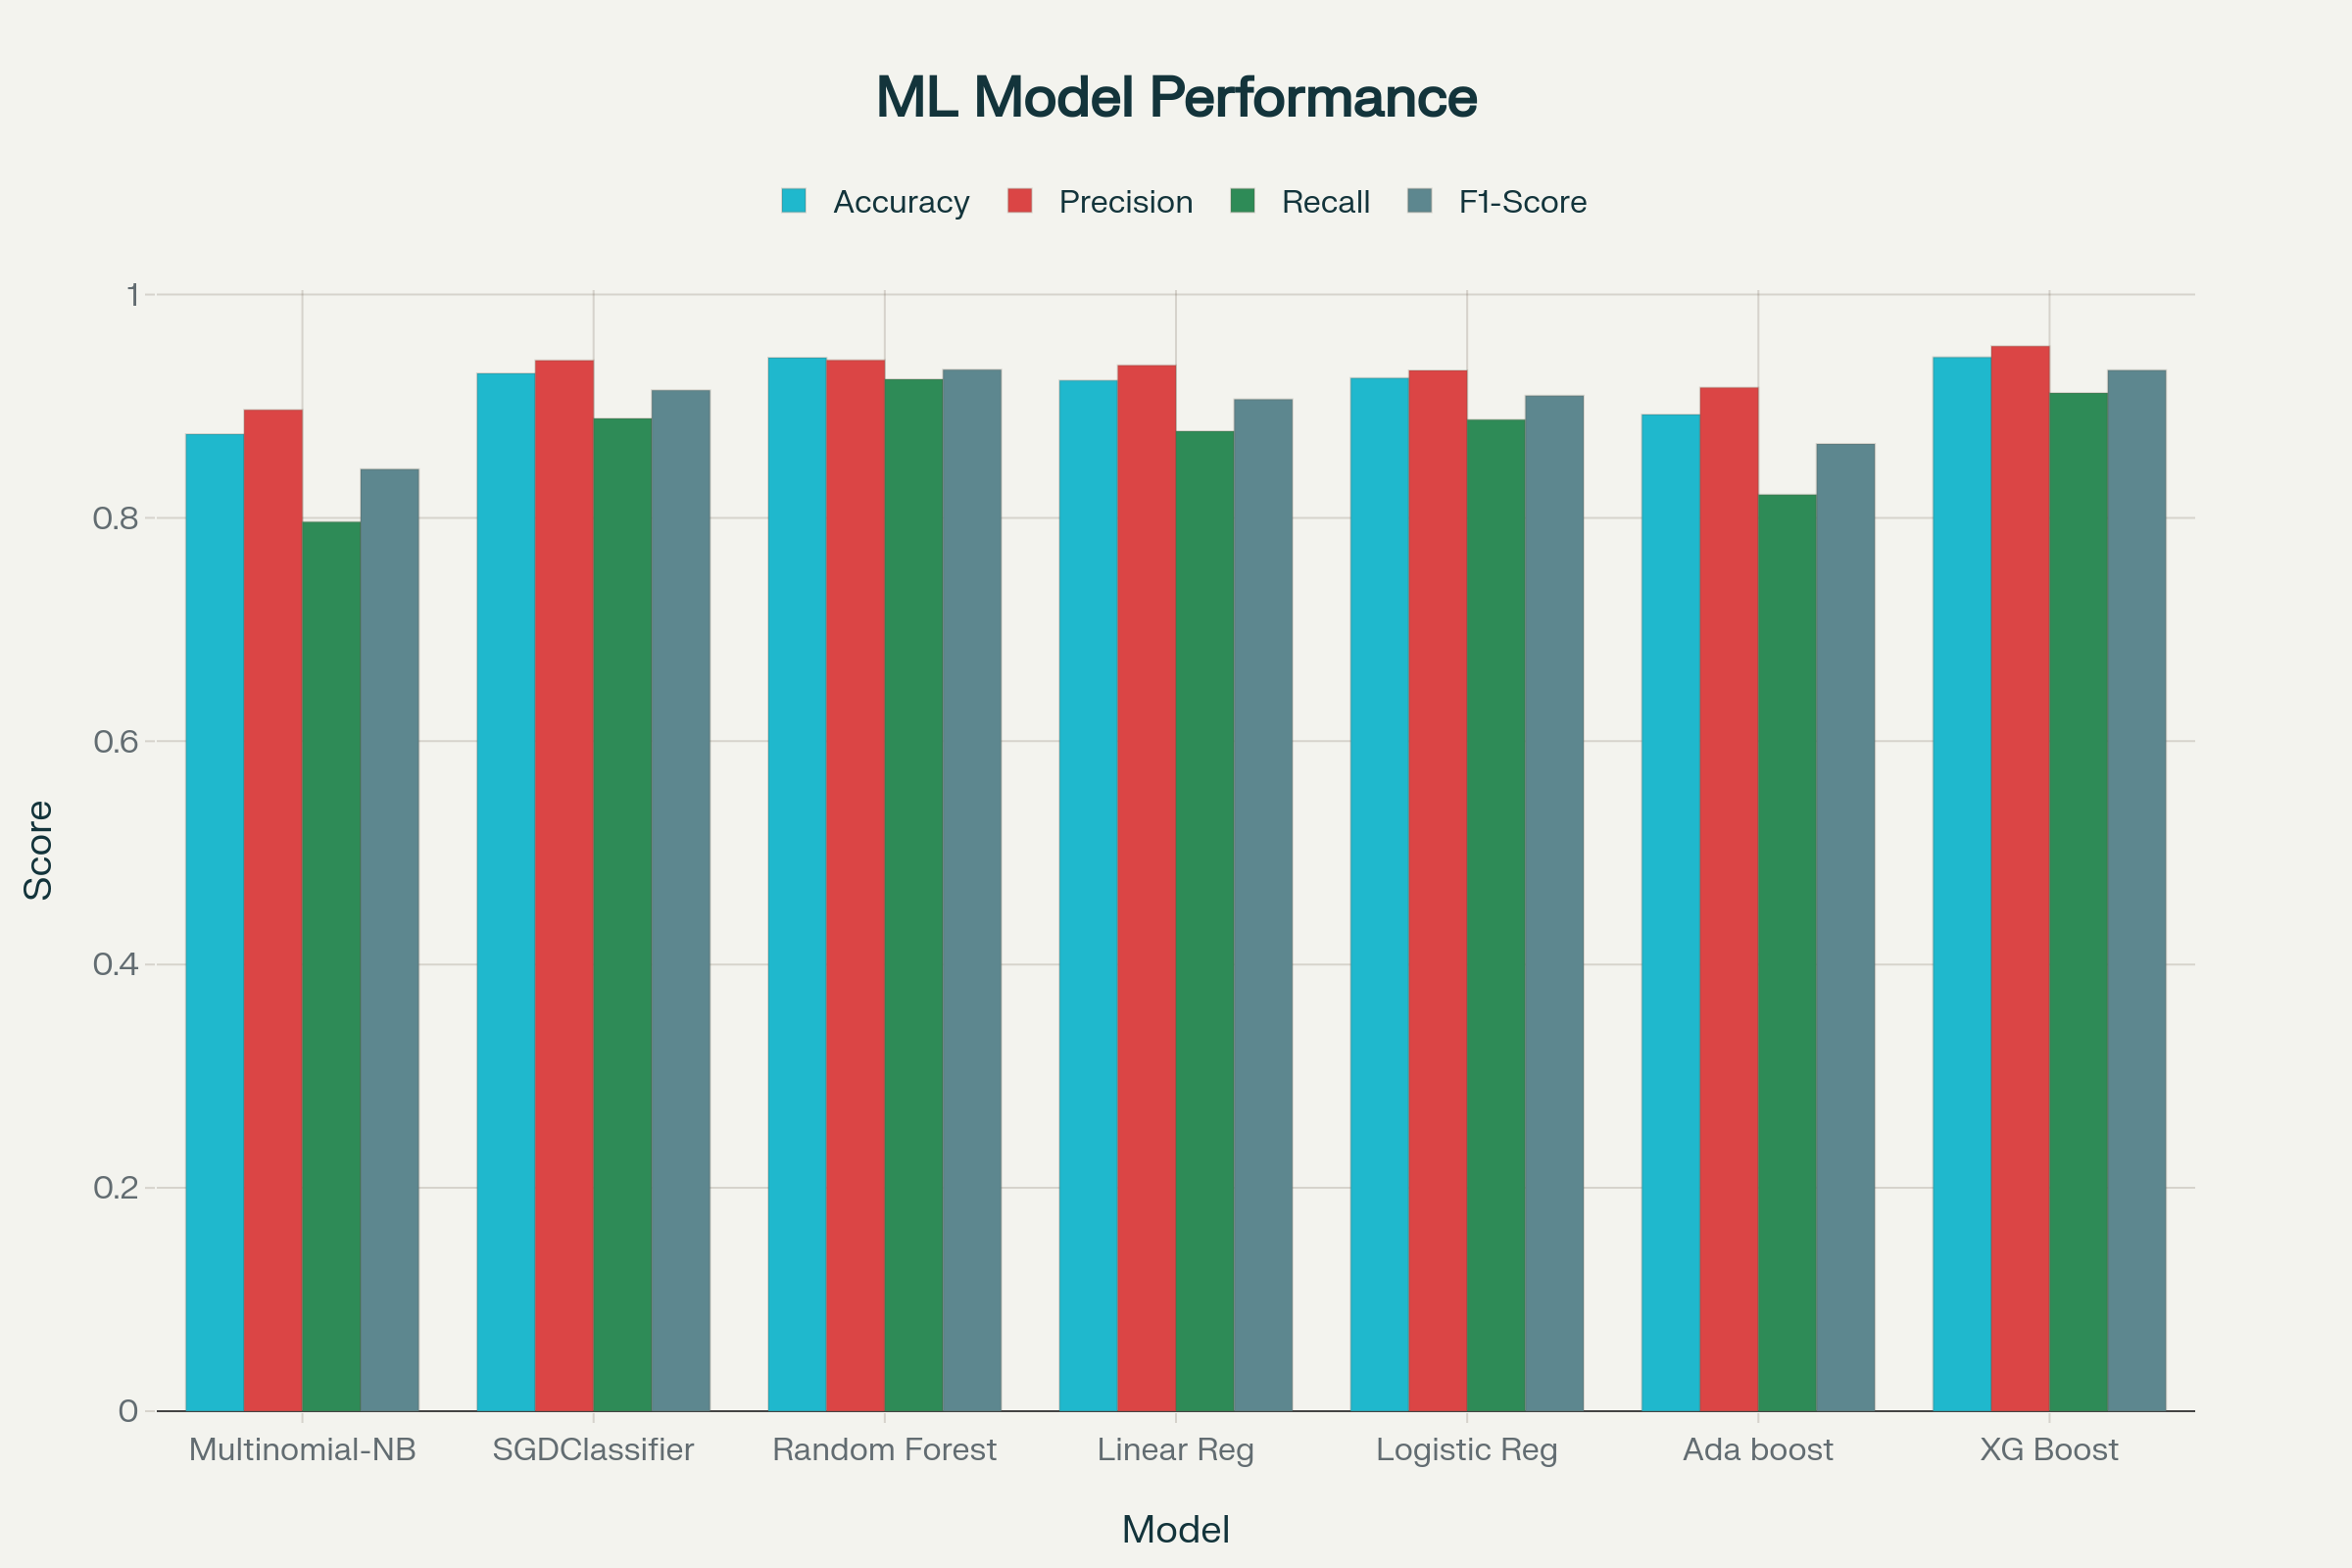 ML Model Performance
Accuracy Precision Recall F1-Score
1
0.8
0.6
0.4
0.2
0
Score
Multinomial-NB SGDClassifier Random Forest Linear Reg Logistic Reg Ada boost XG Boost
Model